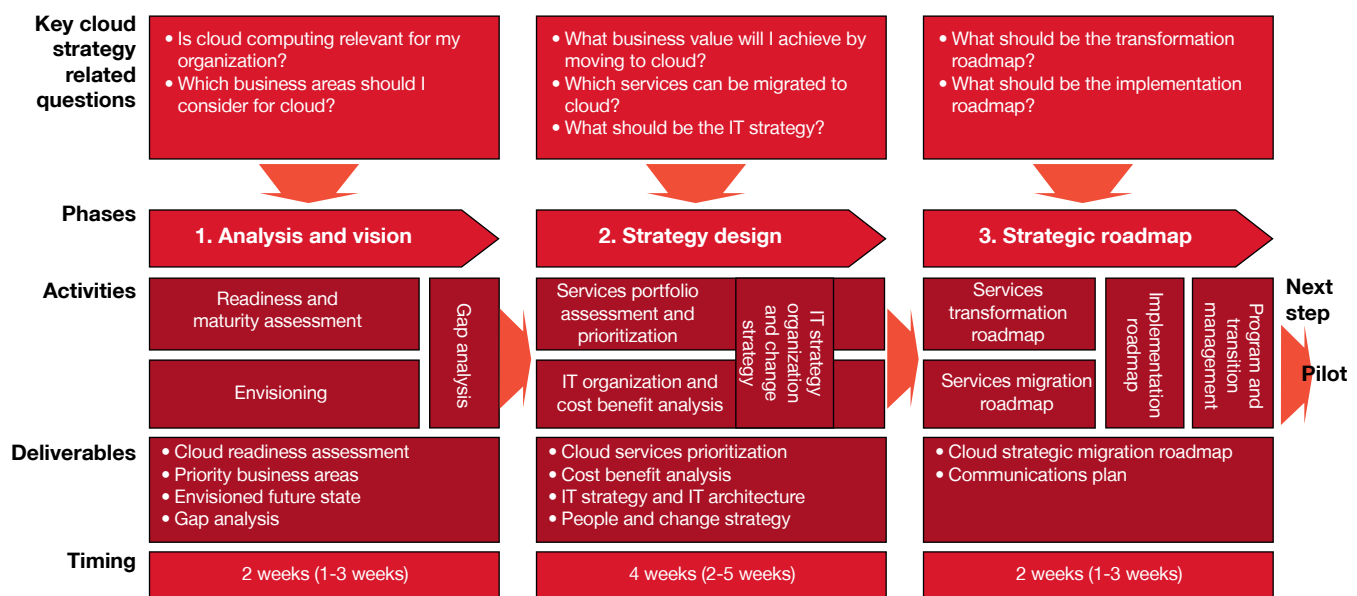 Key cloud
strategy
related
questions
• Is cloud computing relevant for my
organization?
• Which business areas should I
consider for cloud?
• What business value will I achieve by
moving to cloud?
• Which services can be migrated to
cloud?
• What should be the IT strategy?
• What should be the transformation
roadmap?
• What should be the implementation
roadmap?
Phases
1. Analysis and vision
2. Strategy design
3. Strategic roadmap
Activities
Readiness and
maturity assessment
Envisioning
Gap analysis
Services portfolio
assessment and
prioritization
IT organization and
cost benefit analysis
IT strategy
organization
and change
strategy
Services
transformation
roadmap
Services migration
roadmap
Implementation
roadmap
Program and
transition
management
Next
step
Pilot
Deliverables
• Cloud readiness assessment
• Priority business areas
• Envisioned future state
• Gap analysis
• Cloud services prioritization
• Cost benefit analysis
• IT strategy and IT architecture
• People and change strategy
• Cloud strategic migration roadmap
• Communications plan
Timing
2 weeks (1-3 weeks)
4 weeks (2-5 weeks)
2 weeks (1-3 weeks)